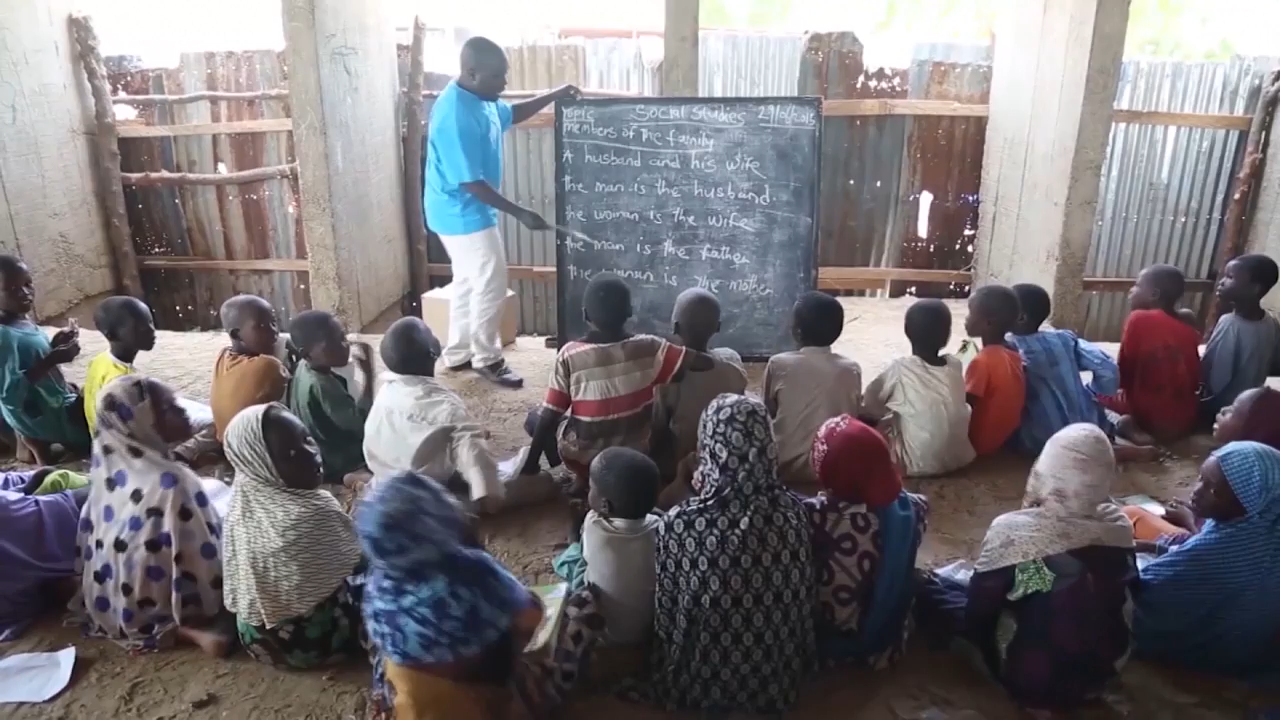 Topic Social Studies 29/06/2015
members of the family
A husband and his wife
the man is the husband.
the woman is the wife
the man is the father
the woman is the mother